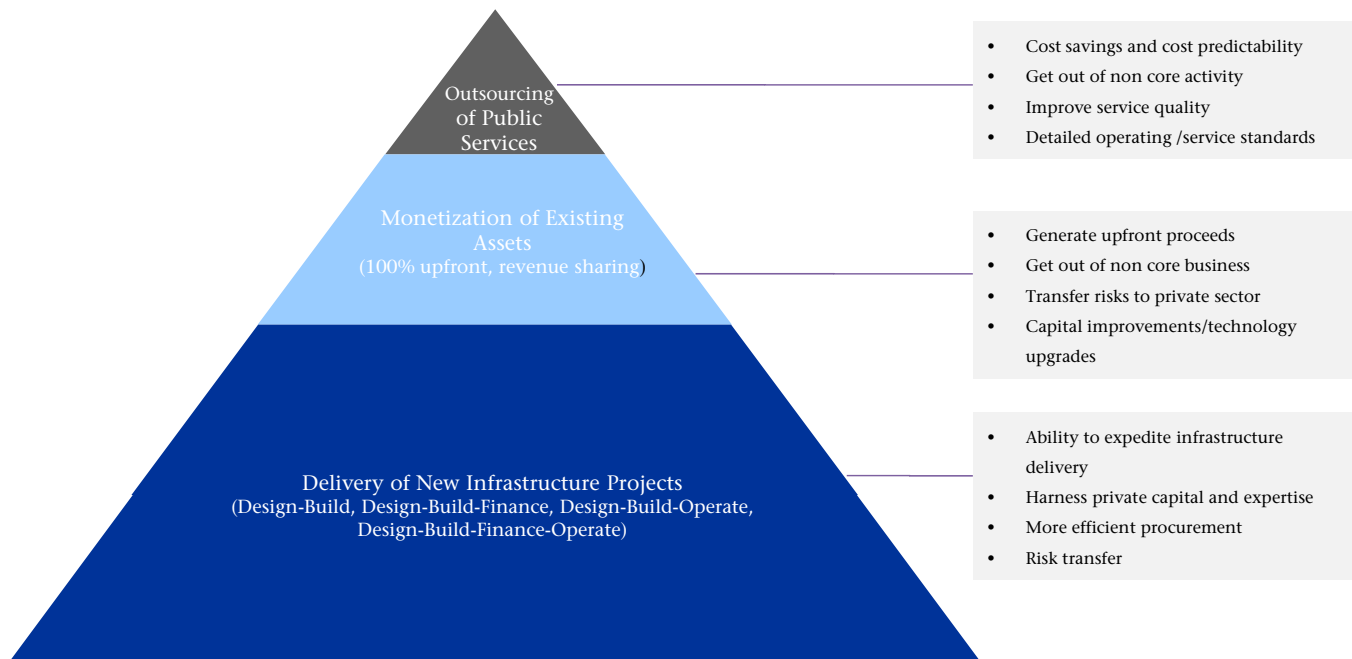 Outsourcing
of Public
Services
• Cost savings and cost predictability
• Get out of non core activity
• Improve service quality
• Detailed operating /service standards
Monetization of Existing
Assets
(100% upfront, revenue sharing)
• Generate upfront proceeds
• Get out of non core business
• Transfer risks to private sector
• Capital improvements/technology
upgrades
Delivery of New Infrastructure Projects
(Design-Build, Design-Build-Finance, Design-Build-Operate,
Design-Build-Finance-Operate)
• Ability to expedite infrastructure
delivery
• Harness private capital and expertise
• More efficient procurement
• Risk transfer